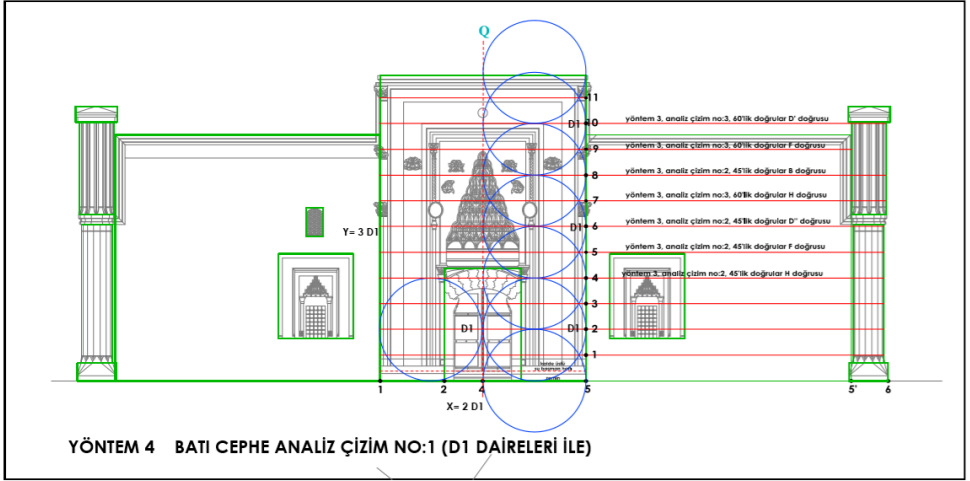 Q
11
10
D1
yöntem 3, analiz çizim no:3, 60'lik doğrular D' doğrusu
9
yöntem 3, analiz çizim no:3, 60'lik doğrular F doğrusu
8
yöntem 3, analiz çizim no:2, 45'lik doğrular B doğrusu
7
yöntem 3, analiz çizim no:3, 60'lik doğrular H doğrusu
Y= 3 D1
D1
6
yöntem 3, analiz çizim no:2, 45'lik doğrular D'' doğrusu
5
yöntem 3, analiz çizim no:2, 45'lik doğrular F doğrusu
4
yöntem 3, analiz çizim no:2, 45'lik doğrular H doğrusu
3
D1
D1
2
1
1 2 4 5 5' 6
X= 2 D1
YÖNTEM 4 BATI CEPHE ANALİZ ÇİZİM NO:1 (D1 DAİRELERİ İLE)